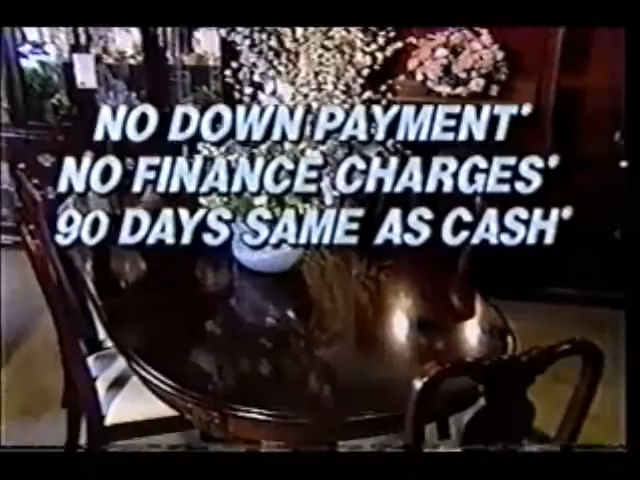 NO DOWN PAYMENT*
NO FINANCE CHARGES*
90 DAYS SAME AS CASH*